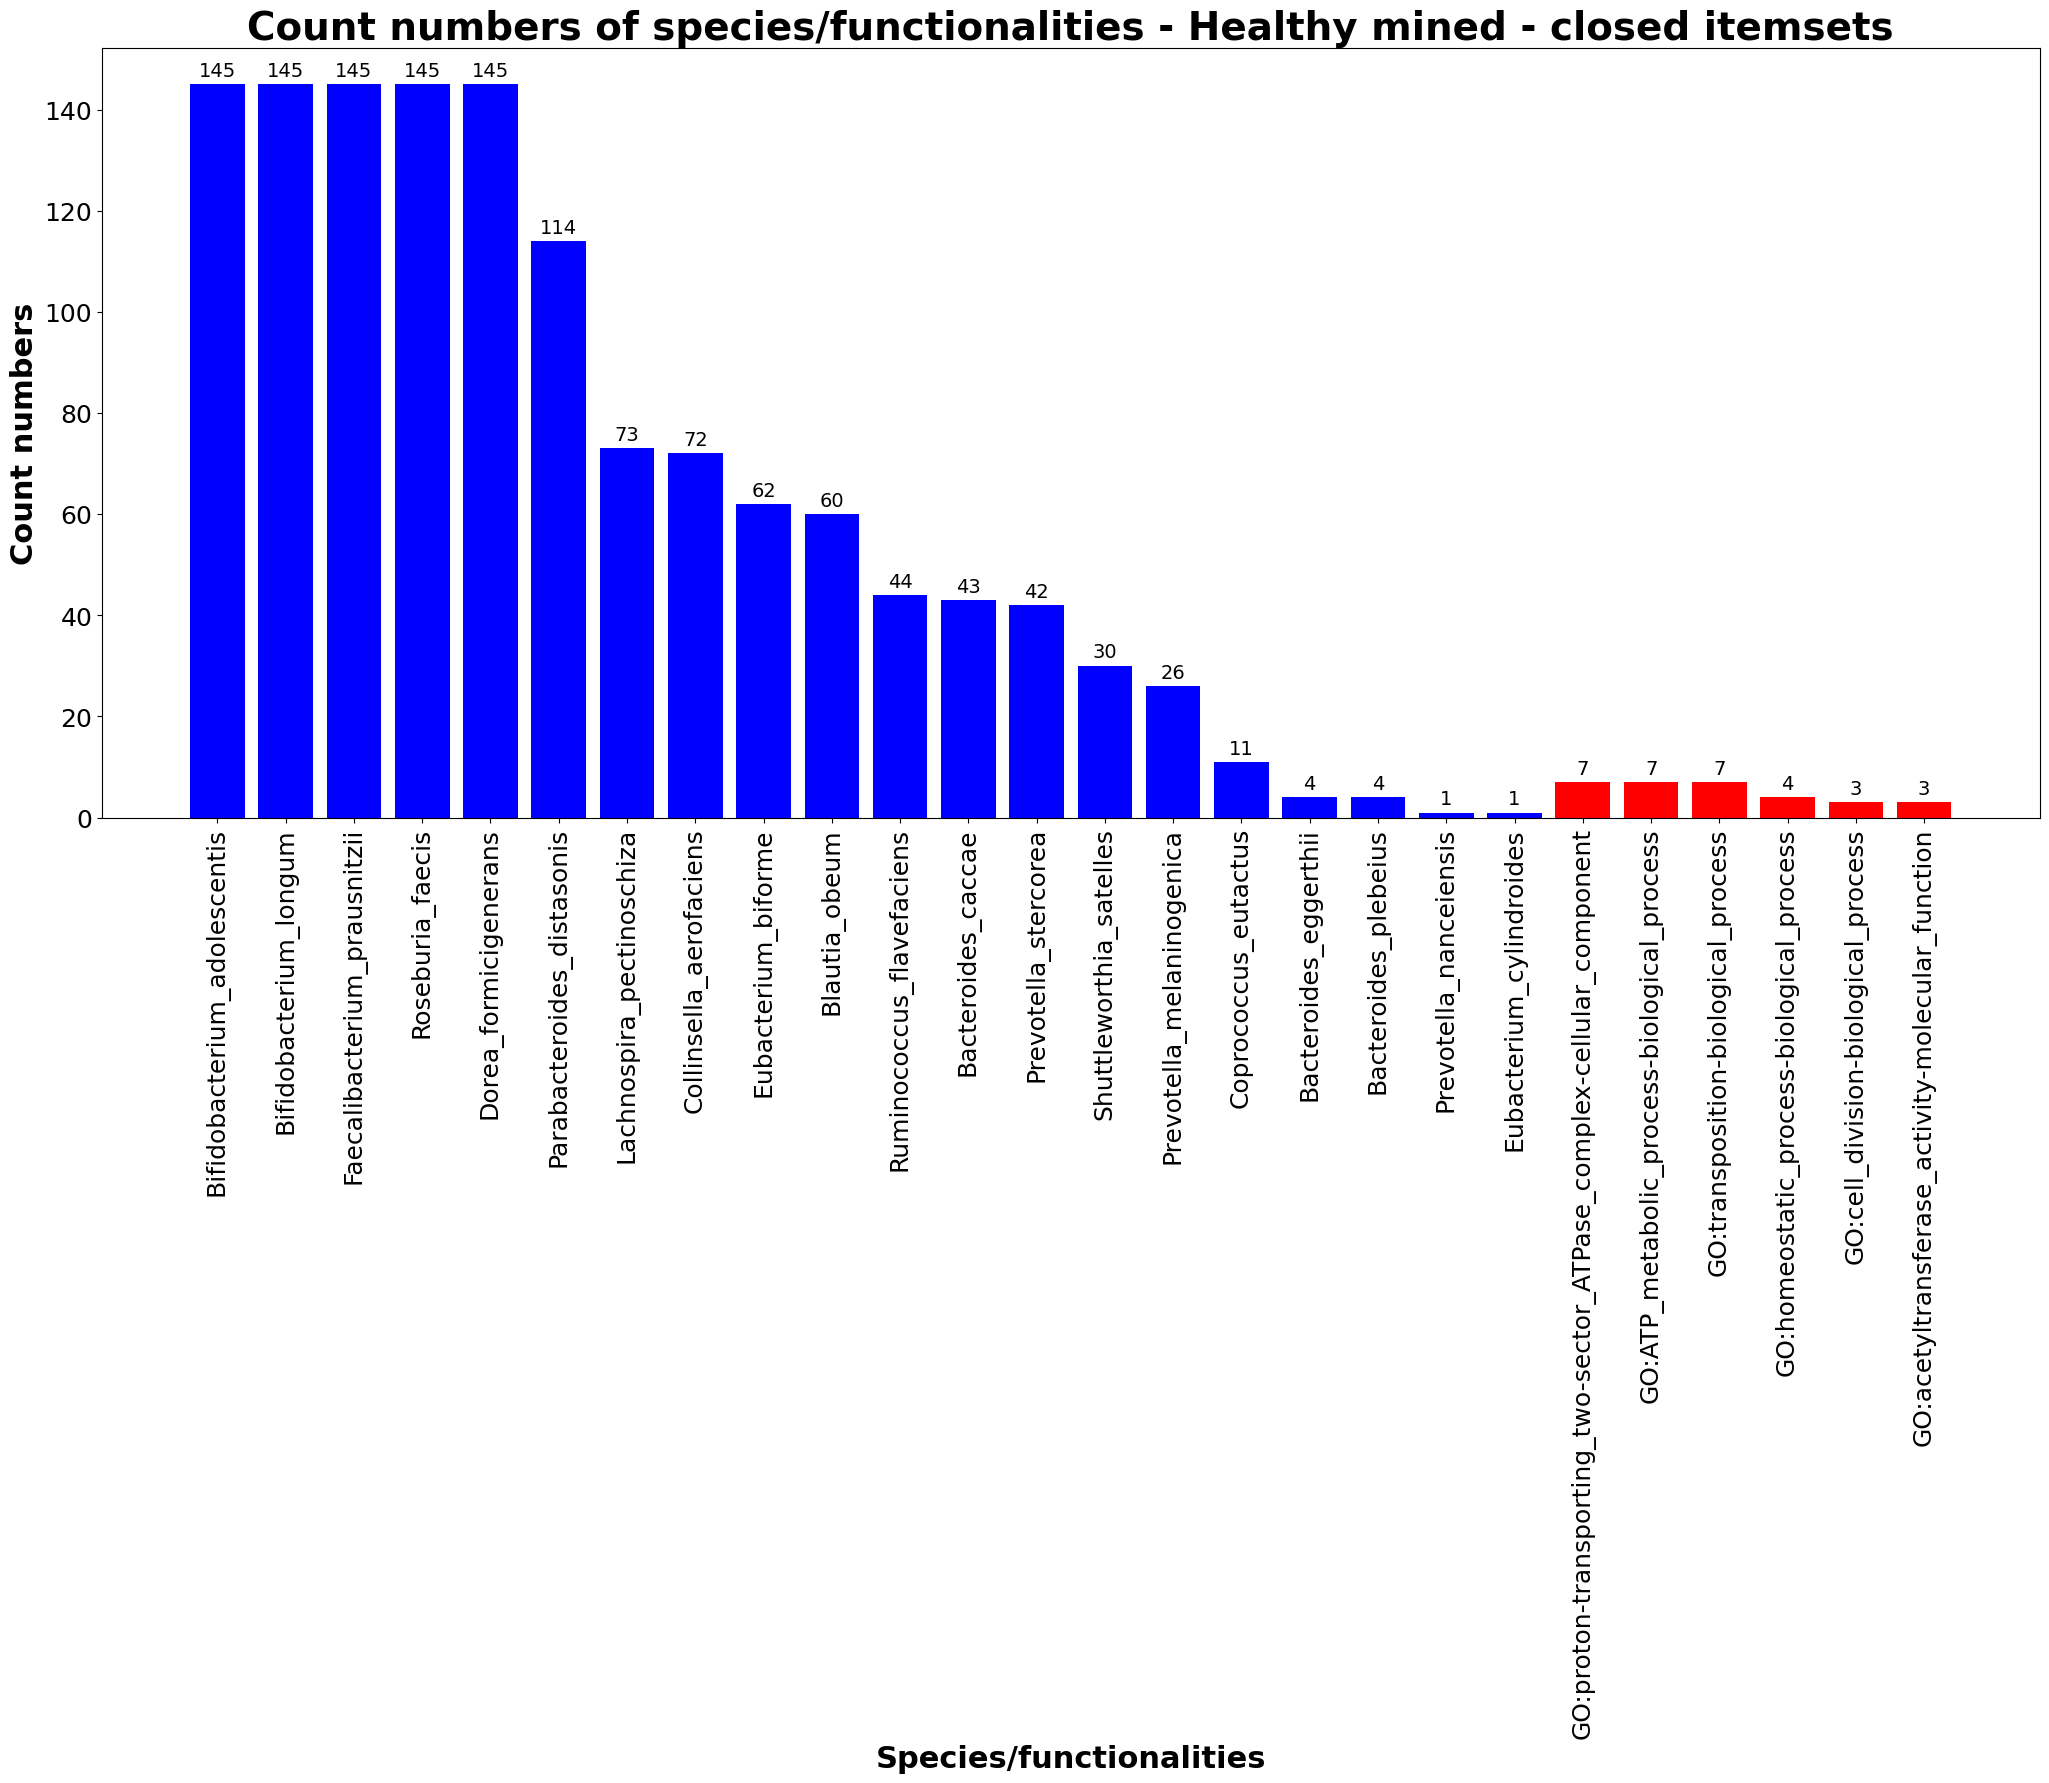 Count numbers of species/functionalities - Healthy mined - closed itemsets
Count numbers
140
120
100
80
60
40
20
0
145
145
145
145
145
114
73
72
62
60
44
43
42
30
26
11
4
4
1
1
7
7
7
4
3
3
Bifidobacterium_adolescentis
Bifidobacterium_longum
Faecalibacterium_prausnitzii
Roseburia_faecis
Dorea_formicigenerans
Parabacteroides_distasonis
Lachnospira_pectinoschiza
Collinsella_aerofaciens
Eubacterium_biforme
Blautia_obeum
Ruminococcus_flavefaciens
Bacteroides_caccae
Prevotella_stercorea
Shuttleworthia_satelles
Prevotella_melaninogenica
Coprococcus_eutactus
Bacteroides_eggerthii
Bacteroides_plebeius
Prevotella_nanceiensis
Eubacterium_cylindroides
GO:proton-transporting_two-sector_ATPase_complex-cellular_component
GO:ATP_metabolic_process-biological_process
GO:transposition-biological_process
GO:homeostatic_process-biological_process
GO:cell_division-biological_process
GO:acetyltransferase_activity-molecular_function
Species/functionalities